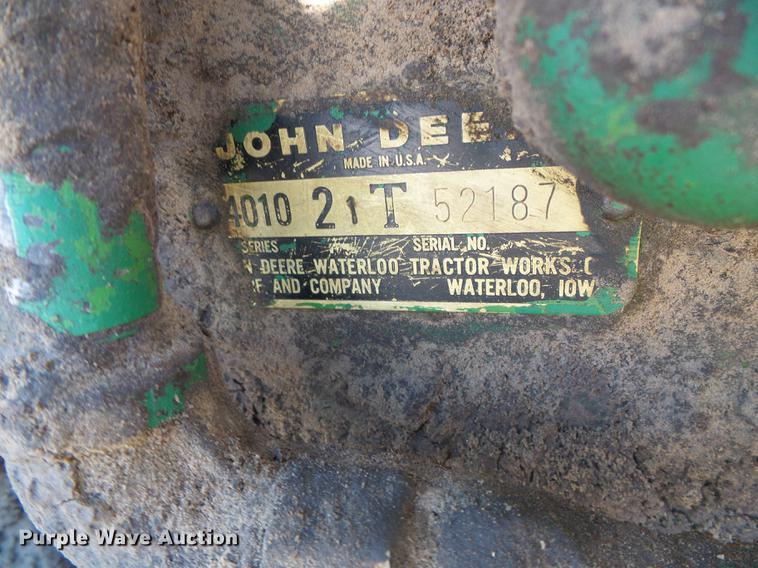 JOHN DEE
MADE IN U.S.A.
4010 21T 52187
SERIES SERIAL NO.
N DEERE WATERLOO TRACTOR WORKS
AND COMPANY WATERLOO, IOW
Purple Wave Auction